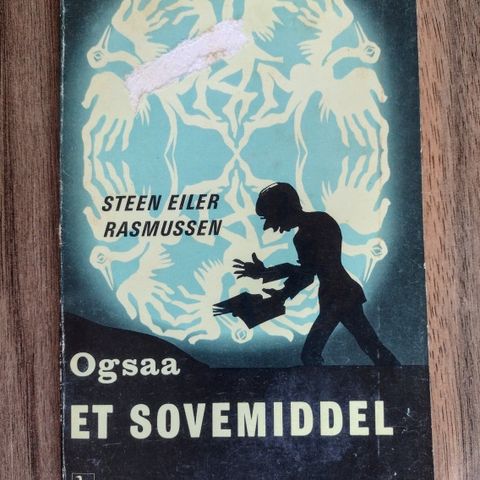 STEEN EILER
RASMUSSEN
Ogsaa
ET SOVEMIDDEL